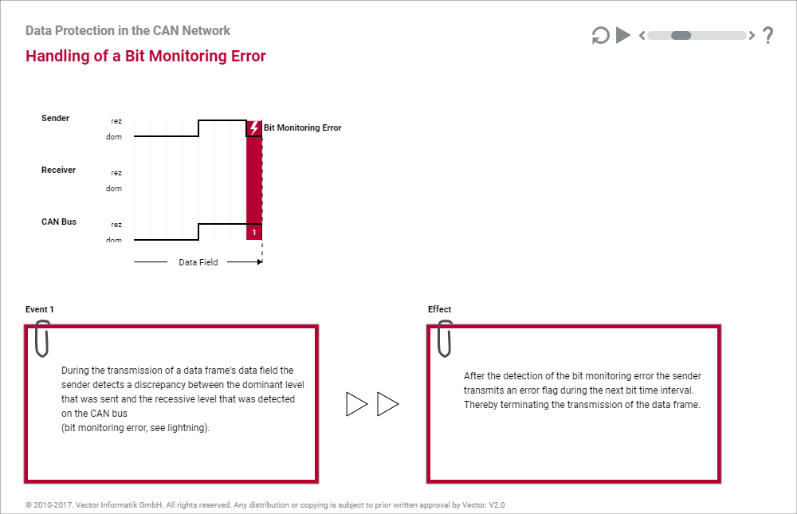 Data Protection in the CAN Network
Handling of a Bit Monitoring Error
?
Sender
rez
dom
Bit Monitoring Error
Receiver
rez
dom
CAN Bus
rez
dom
1
Data Field
Event 1
During the transmission of a data frame's data field the
sender detects a discrepancy between the dominant level
that was sent and the recessive level that was detected
on the CAN bus
(bit monitoring error, see lightning).
Effect
After the detection of the bit monitoring error the sender
transmits an error flag during the next bit time interval.
Thereby terminating the transmission of the data frame.
© 2010-2017. Vector Informatik GmbH. All rights reserved. Any distribution or copying is subject to prior written approval by Vector. V2.0